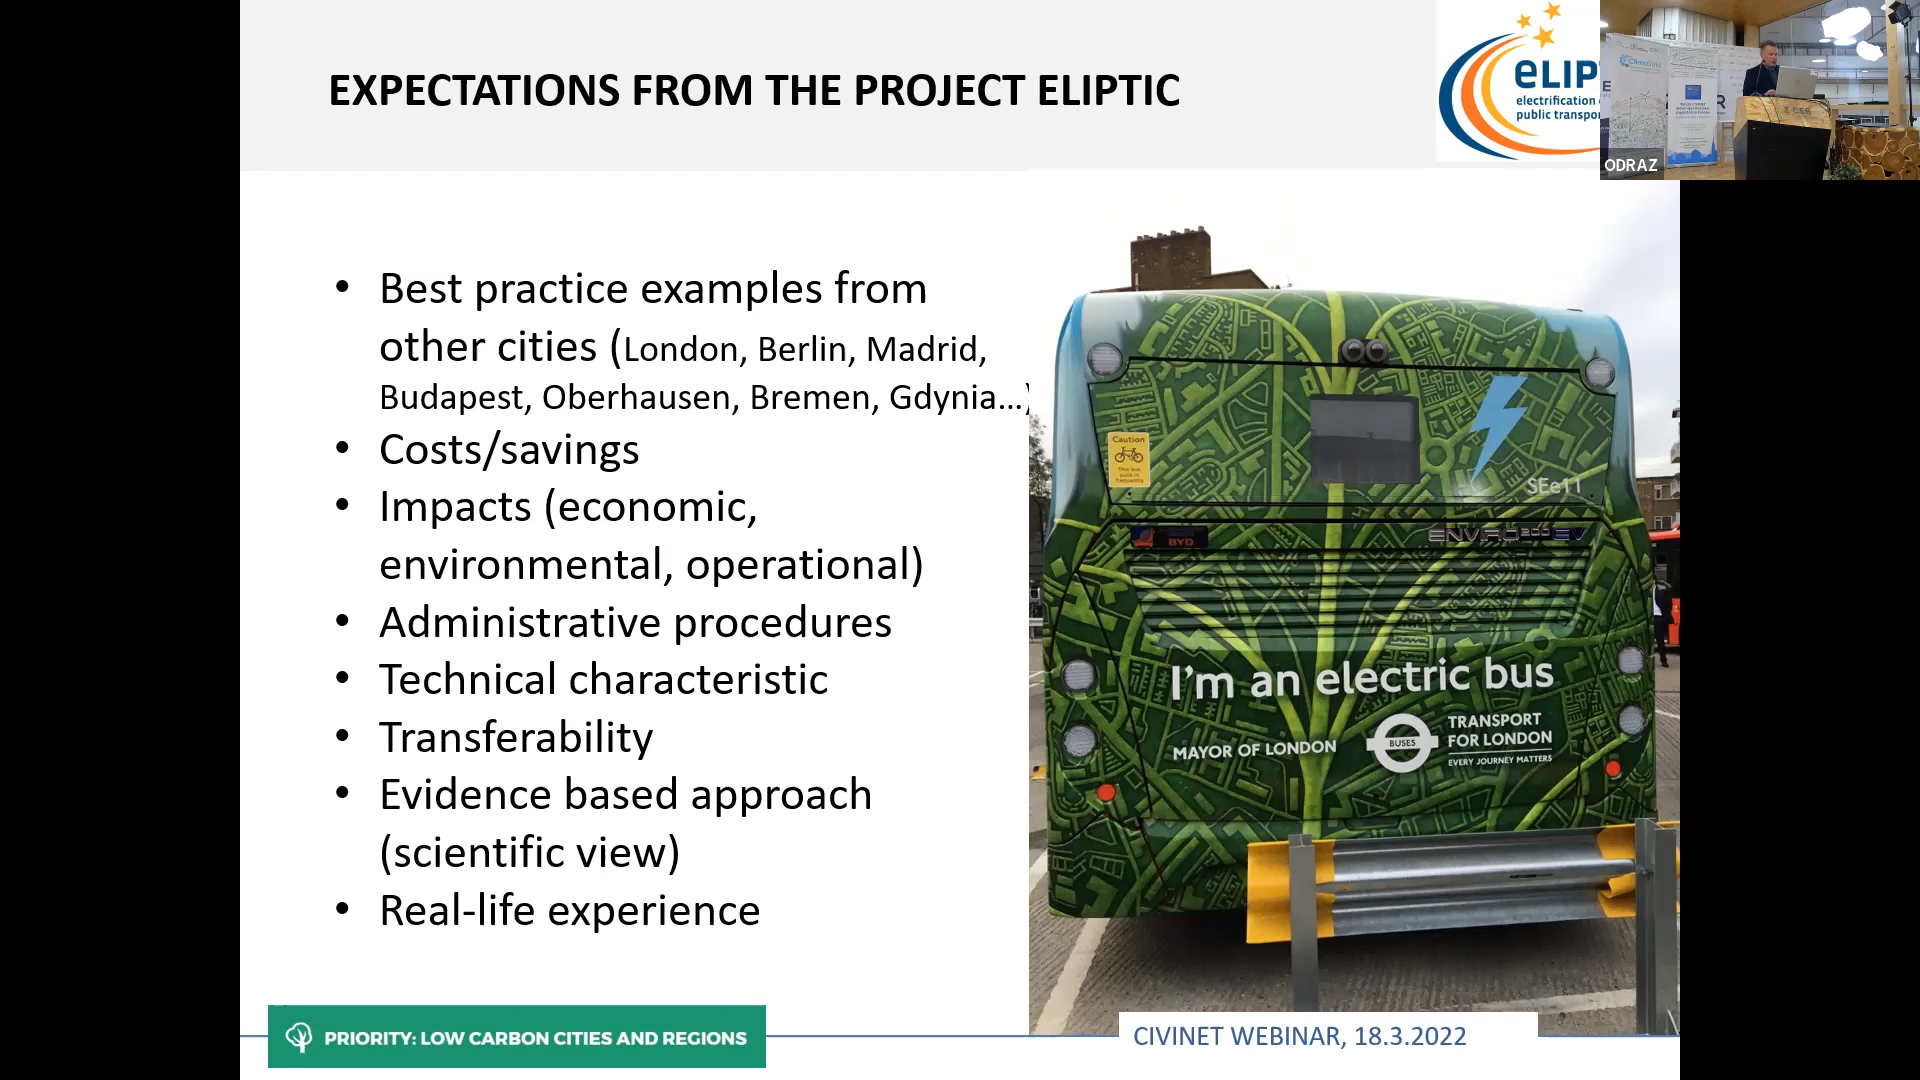 EXPECTATIONS FROM THE PROJECT ELIPTIC
eLIP
electrification
public transpo
ODRAZ
• Best practice examples from
other cities (London, Berlin, Madrid,
Budapest, Oberhausen, Bremen, Gdynia...)
• Costs/savings
• Impacts (economic,
environmental, operational)
• Administrative procedures
• Technical characteristic
• Transferability
• Evidence based approach
(scientific view)
• Real-life experience
Caution
SEe11
BYD
ENVIRO200 EV
I'm an electric bus
MAYOR OF LONDON
BUSES
TRANSPORT
FOR LONDON
EVERY JOURNEY MATTERS
PRIORITY: LOW CARBON CITIES AND REGIONS
CIVINET WEBINAR, 18.3.2022